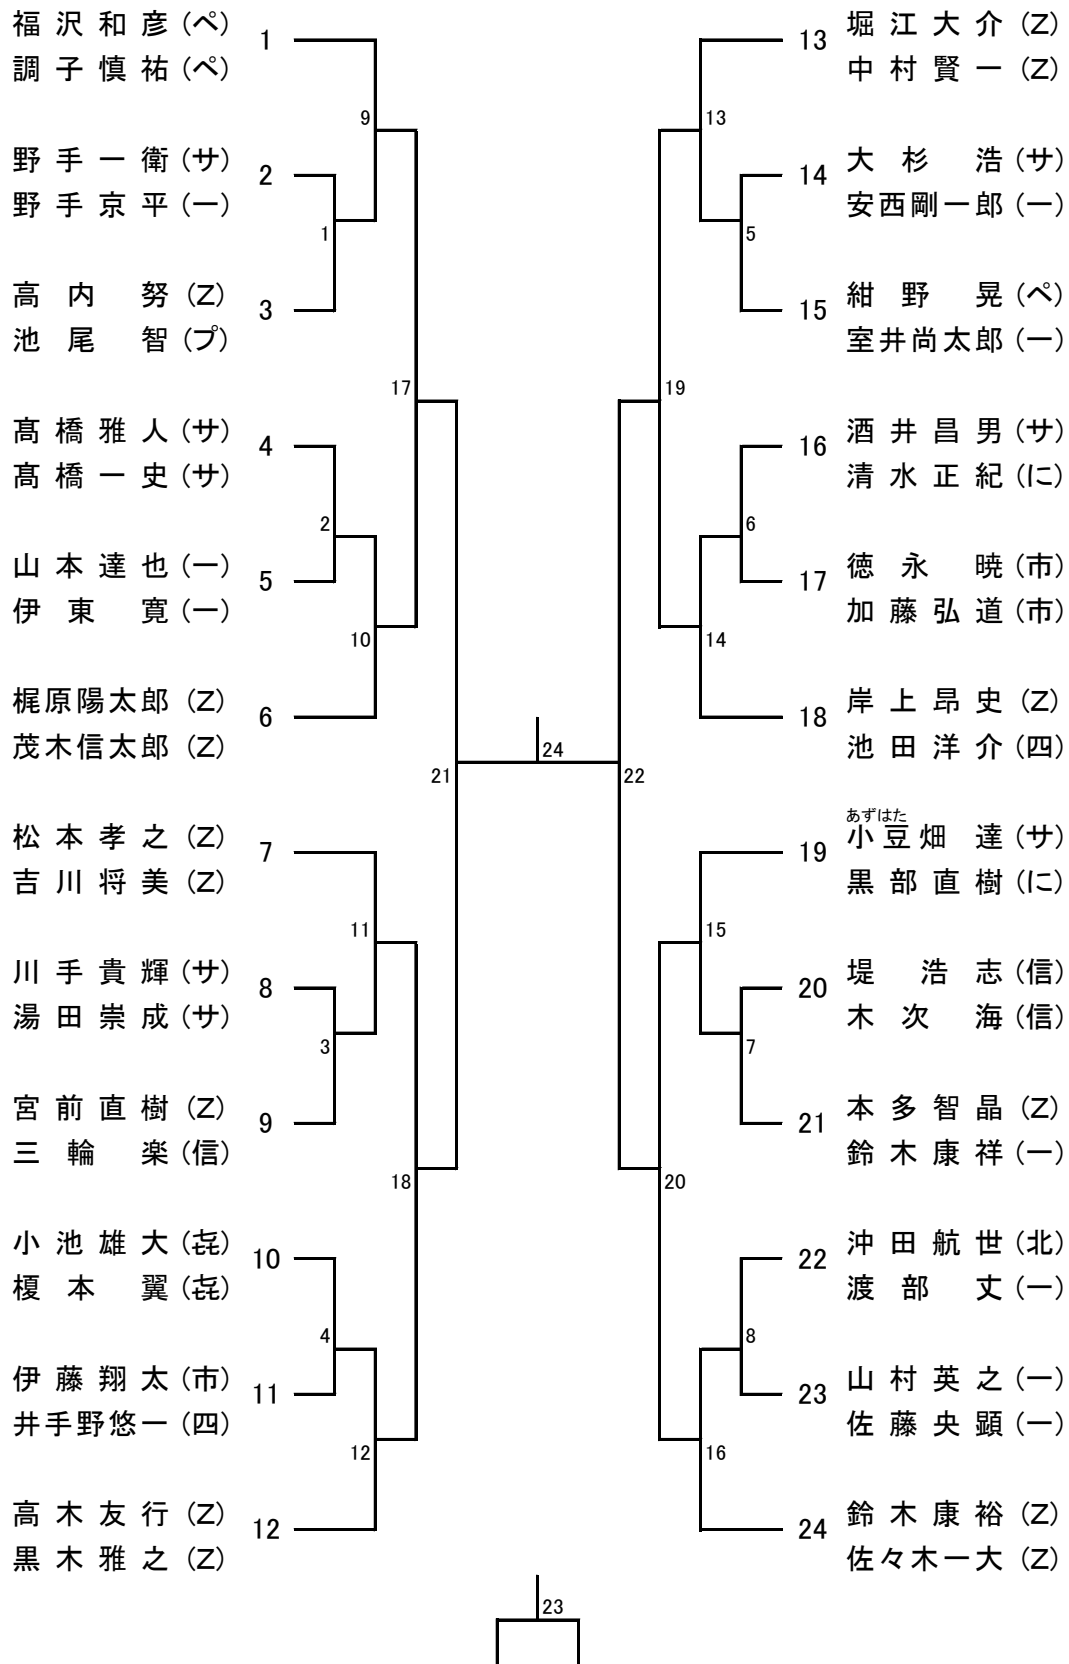 福沢和彦(ペ)
1
調子慎祐(ペ)
野手一衛(サ)
2
野手京平(一)
高内 努(Z)
3
池尾 智(プ)
髙橋雅人(サ)
4
髙橋一史(サ)
山本達也(一)
5
伊東 寛(一)
梶原陽太郎(Z)
6
茂木信太郎(Z)
松本孝之(Z)
7
吉川将美(Z)
川手貴輝(サ)
8
湯田崇成(サ)
宮前直樹(Z)
9
三輪 楽(信)
小池雄大(㐂)
10
榎本 翼(㐂)
伊藤翔太(市)
11
井手野悠一(四)
高木友行(Z)
12
黒木雅之(Z)
9
1
17
2
10
21
11
3
18
4
12
24
23
13
5
19
6
14
22
15
7
20
8
16
13
堀江大介(Z)
中村賢一(Z)
14
大杉 浩(サ)
安西剛一郎(一)
15
紺野 晃(ペ)
室井尚太郎(一)
16
酒井昌男(サ)
清水正紀(に)
17
徳永 暁(市)
加藤弘道(市)
18
岸上昂史(Z)
池田洋介(四)
あずはた
19
小豆畑 達(サ)
黒部直樹(に)
20
堤 浩志(信)
木次 海(信)
21
本多智晶(Z)
鈴木康祥(一)
22
沖田航世(北)
渡部 丈(一)
23
山村英之(一)
佐藤央顕(一)
24
鈴木康裕(Z)
佐々木一大(Z)